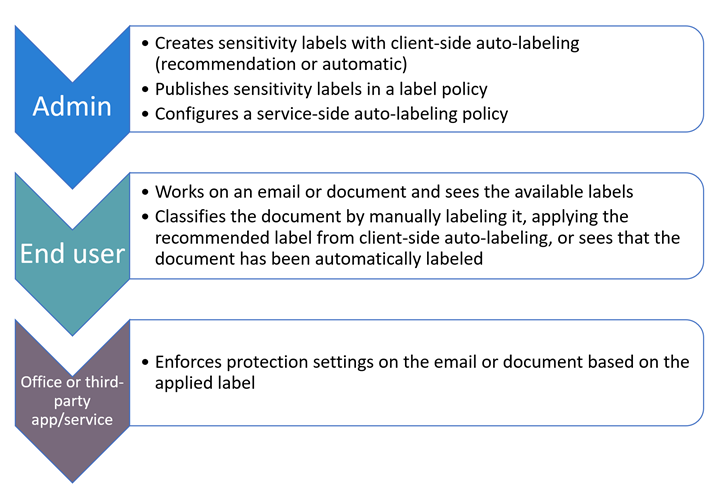 Admin
• Creates sensitivity labels with client-side auto-labeling
(recommendation or automatic)
• Publishes sensitivity labels in a label policy
• Configures a service-side auto-labeling policy
End user
• Works on an email or document and sees the available labels
• Classifies the document by manually labeling it, applying the
recommended label from client-side auto-labeling, or sees that the
document has been automatically labeled
Office or third-
party
app/service
• Enforces protection settings on the email or document based on the
applied label